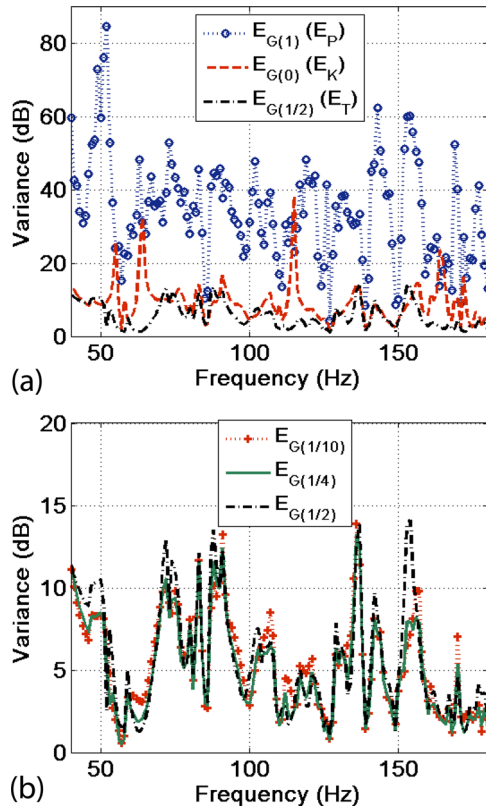 80
60
40
20
0
Variance (dB)
E_G(1) (E_P)
E_G(0) (E_K)
E_G(1/2) (E_T)
50 100 150
Frequency (Hz)
(a)
20
15
10
5
0
Variance (dB)
E_G(1/10)
E_G(1/4)
E_G(1/2)
50 100 150
Frequency (Hz)
(b)